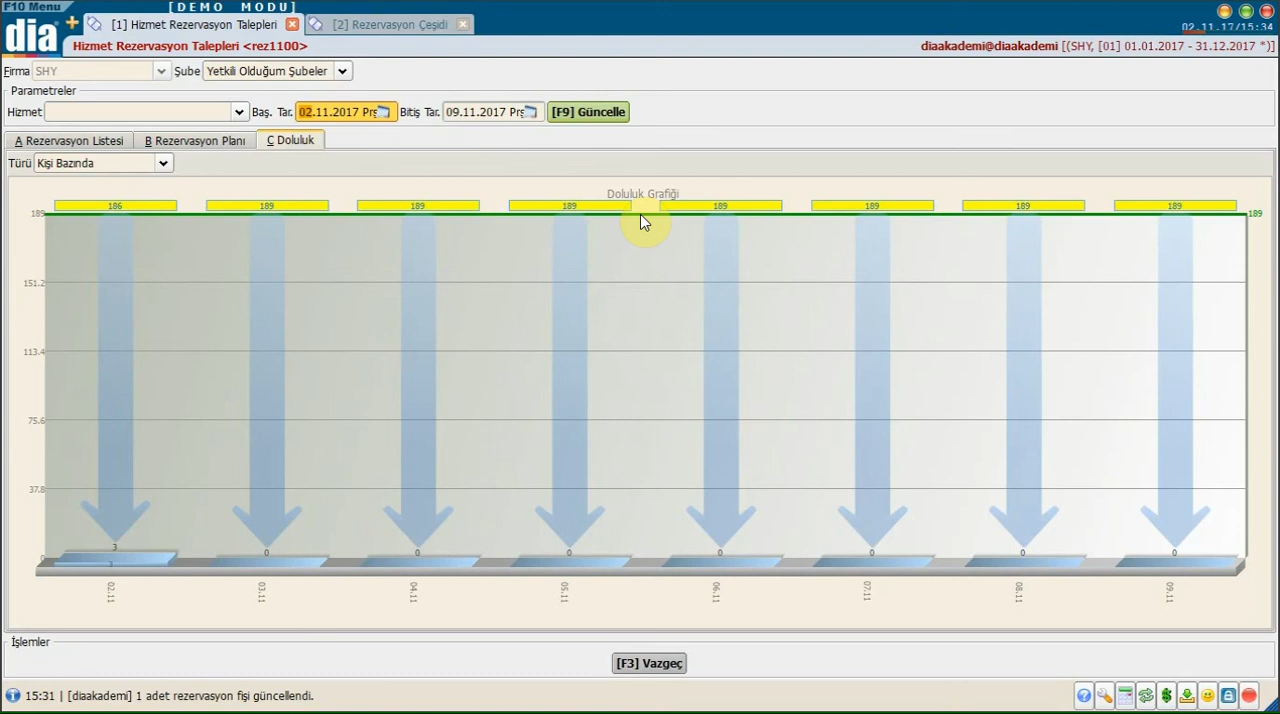 F10 Menu
[DEMO MODU]
dia
[1] Hizmet Rezervasyon Talepleri
[2] Rezervasyon Çeşidi
02.11.17/15:34
Hizmet Rezervasyon Talepleri <rez1100>
diaakademi@diaakademi [(SHY, [01] 01.01.2017 - 31.12.2017 *)]
Firma SHY Şube Yetkili Olduğum Şubeler
Parametreler
Hizmet Baş. Tar. 02.11.2017 Prş Bitiş Tar. 09.11.2017 Prş [F9] Güncelle
A Rezervasyon Listesi B Rezervasyon Planı C Doluluk
Türü Kişi Bazında
Doluluk Grafiği
186 189 189 189 189 189 189 189
189 189
151.2
113.4
75.6
37.8
3 0 0 0 0 0 0 0
0
3
02.11 03.11 04.11 05.11 06.11 07.11 08.11 09.11
İşlemler
[F3] Vazgeç
15:31 | [diaakademi] 1 adet rezervasyon fişi güncellendi.